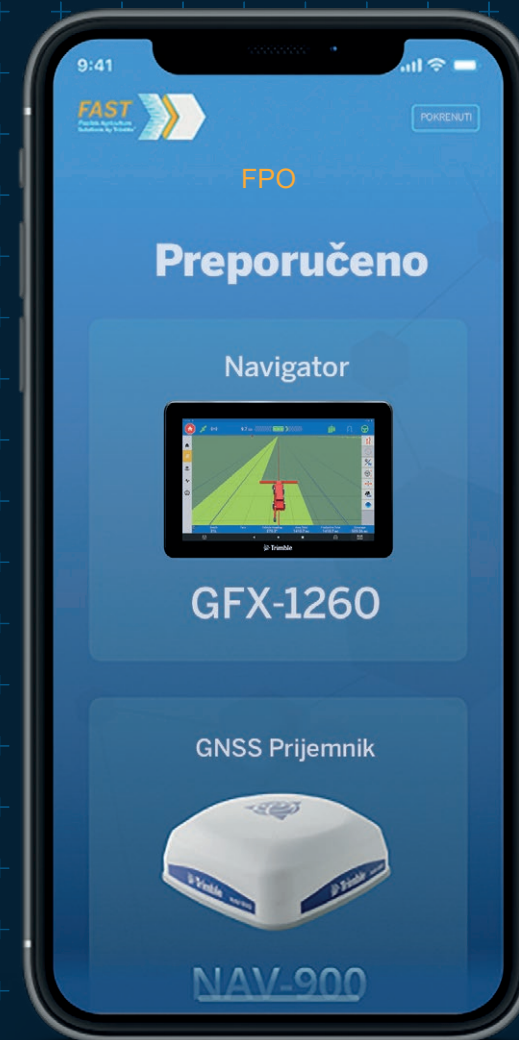 9:41
FAST
Flexible Agriculture
Solutions by Trimble
POKRENUTI
FPO
Preporučeno
Navigator
Trimble
GFX-1260
GNSS Prijemnik
Trimble
Trimble
NAV-900